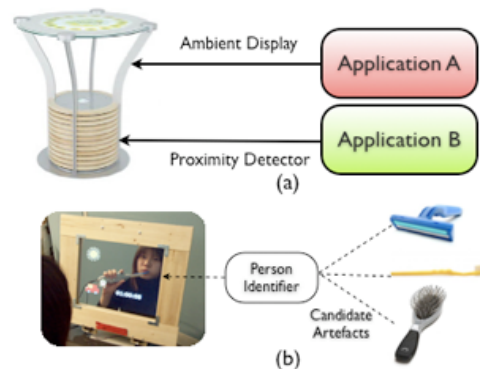 Ambient Display
Application A
Application B
Proximity Detector
(a)
Person
Identifier
Candidate
Artefacts
(b)